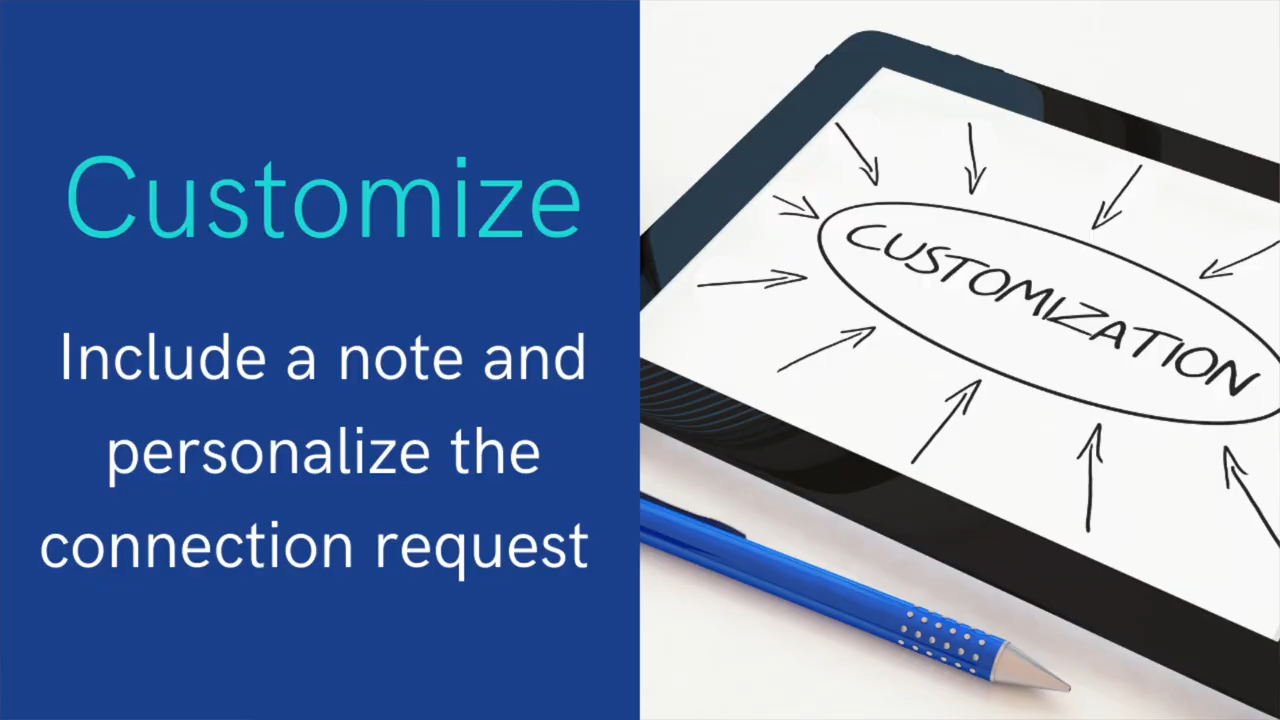 Customize
Include a note and
personalize the
connection request
CUSTOMIZATION